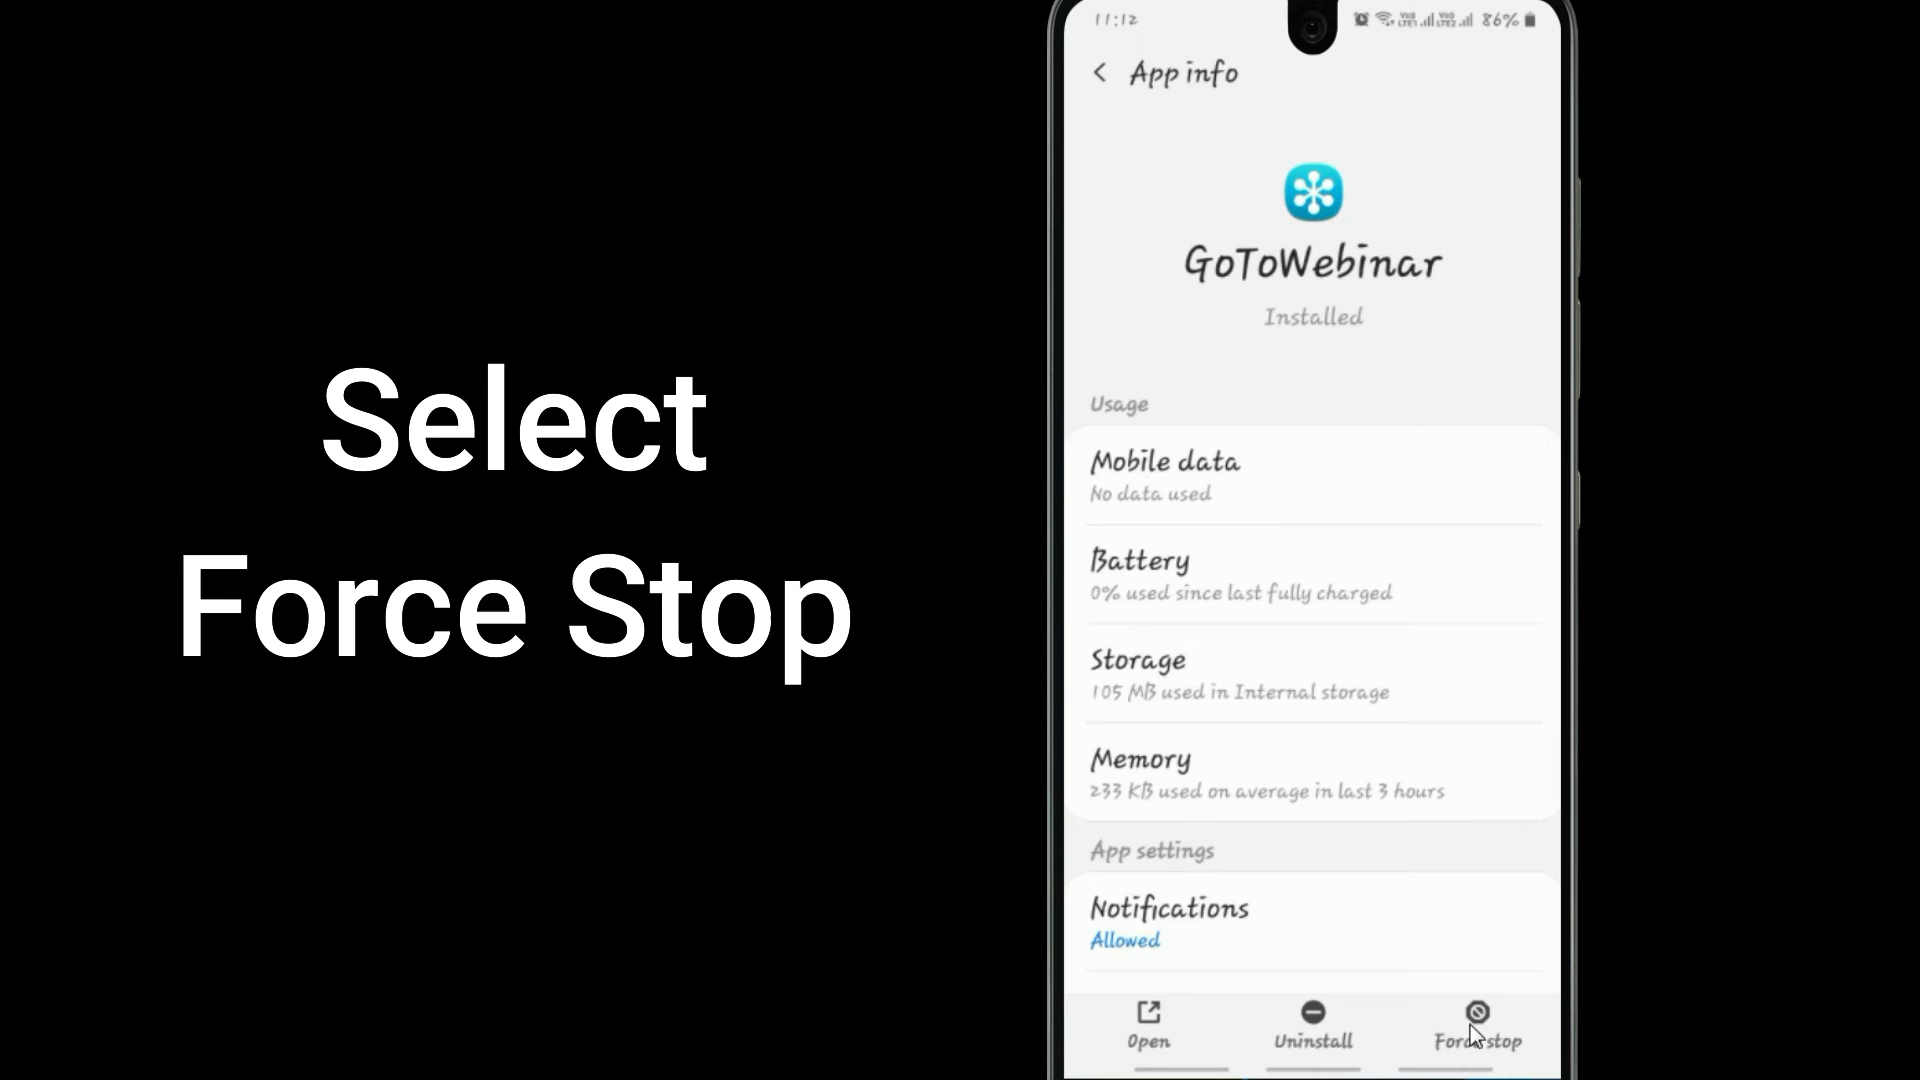 Select
Force Stop
11:12
86%
App info
GoToWebinar
Installed
Usage
Mobile data
No data used
Battery
0% used since last fully charged
Storage
105 MB used in Internal storage
Memory
233 KB used on average in last 3 hours
App settings
Notifications
Allowed
Open
Uninstall
Force stop